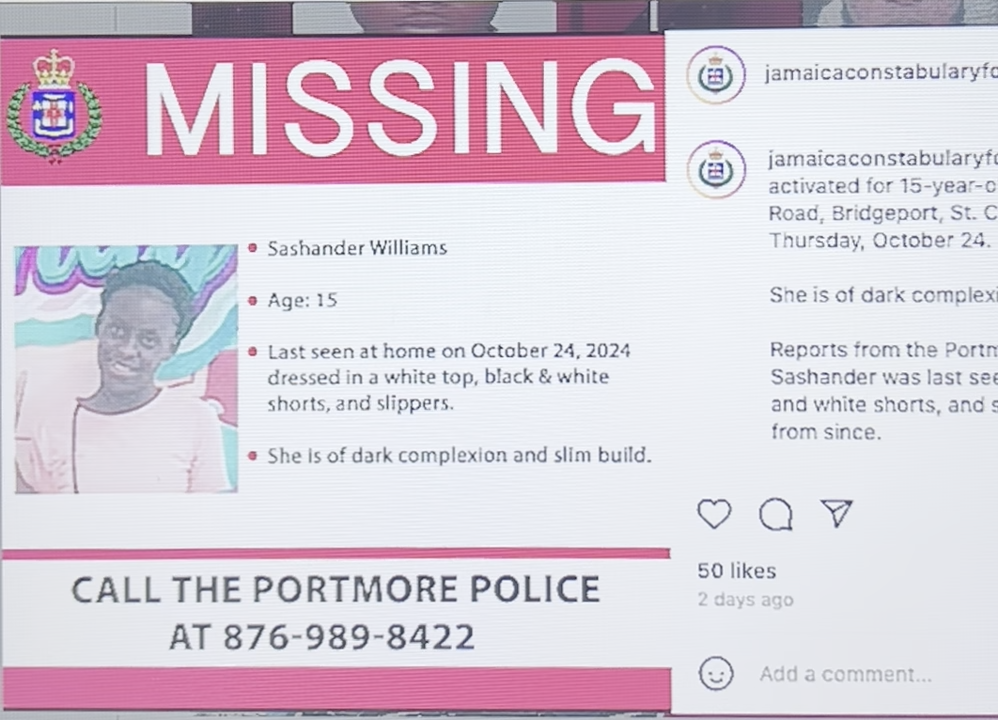 MISSING
Sashander Williams
Age: 15
Last seen at home on October 24, 2024
dressed in a white top, black & white
shorts, and slippers.
She is of dark complexion and slim build.
CALL THE PORTMORE POLICE
AT 876-989-8422
jamaicaconstabularyfo
jamaicaconstabularyfo
activated for 15-year-o
Road, Bridgeport, St. C
Thursday, October 24.
She is of dark complexi
Reports from the Portm
Sashander was last see
and white shorts, and s
from since.
50 likes
2 days ago
Add a comment...